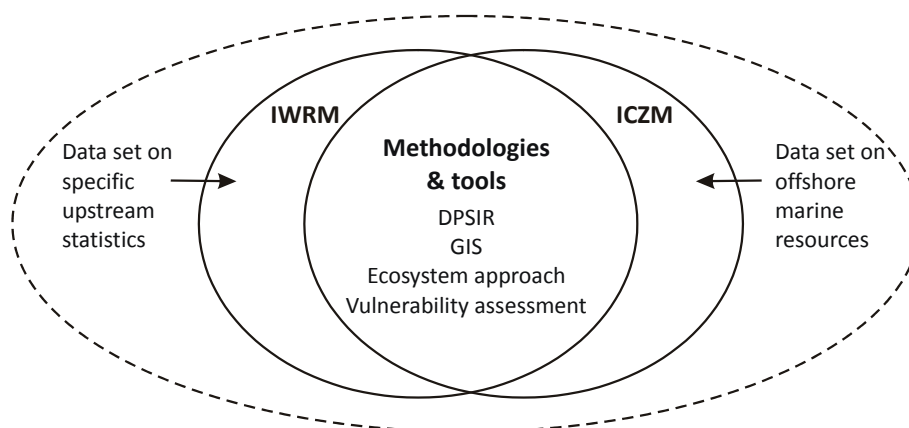 IWRM
ICZM
Data set on
specific
upstream
statistics
Methodologies
& tools
DPSIR
GIS
Ecosystem approach
Vulnerability assessment
Data set on
offshore
marine
resources